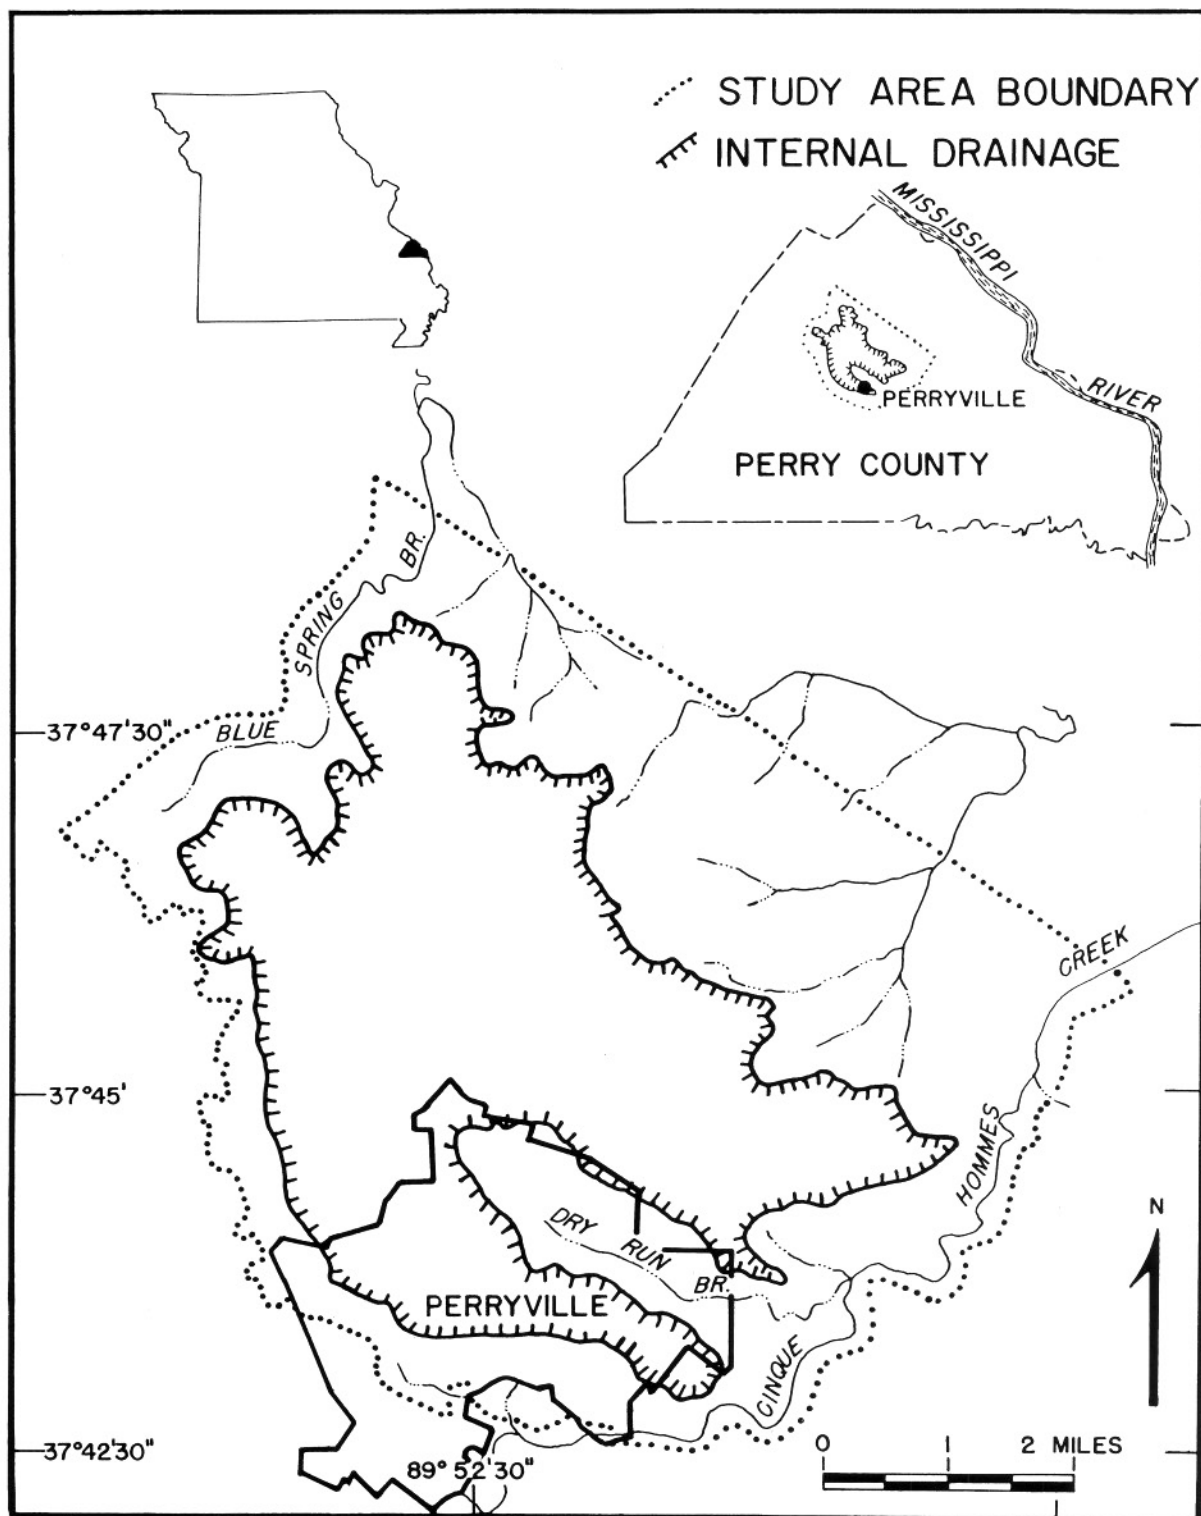 STUDY AREA BOUNDARY
INTERNAL DRAINAGE
MISSISSIPPI
RIVER
PERRYVILLE
PERRY COUNTY
BLUE SPRING BR.
37°47'30"
CREEK
37°45'
HOMMES
N
DRY RUN BR.
PERRYVILLE
CINQUE
37°42'30"
89°52'30"
0 2 MILES